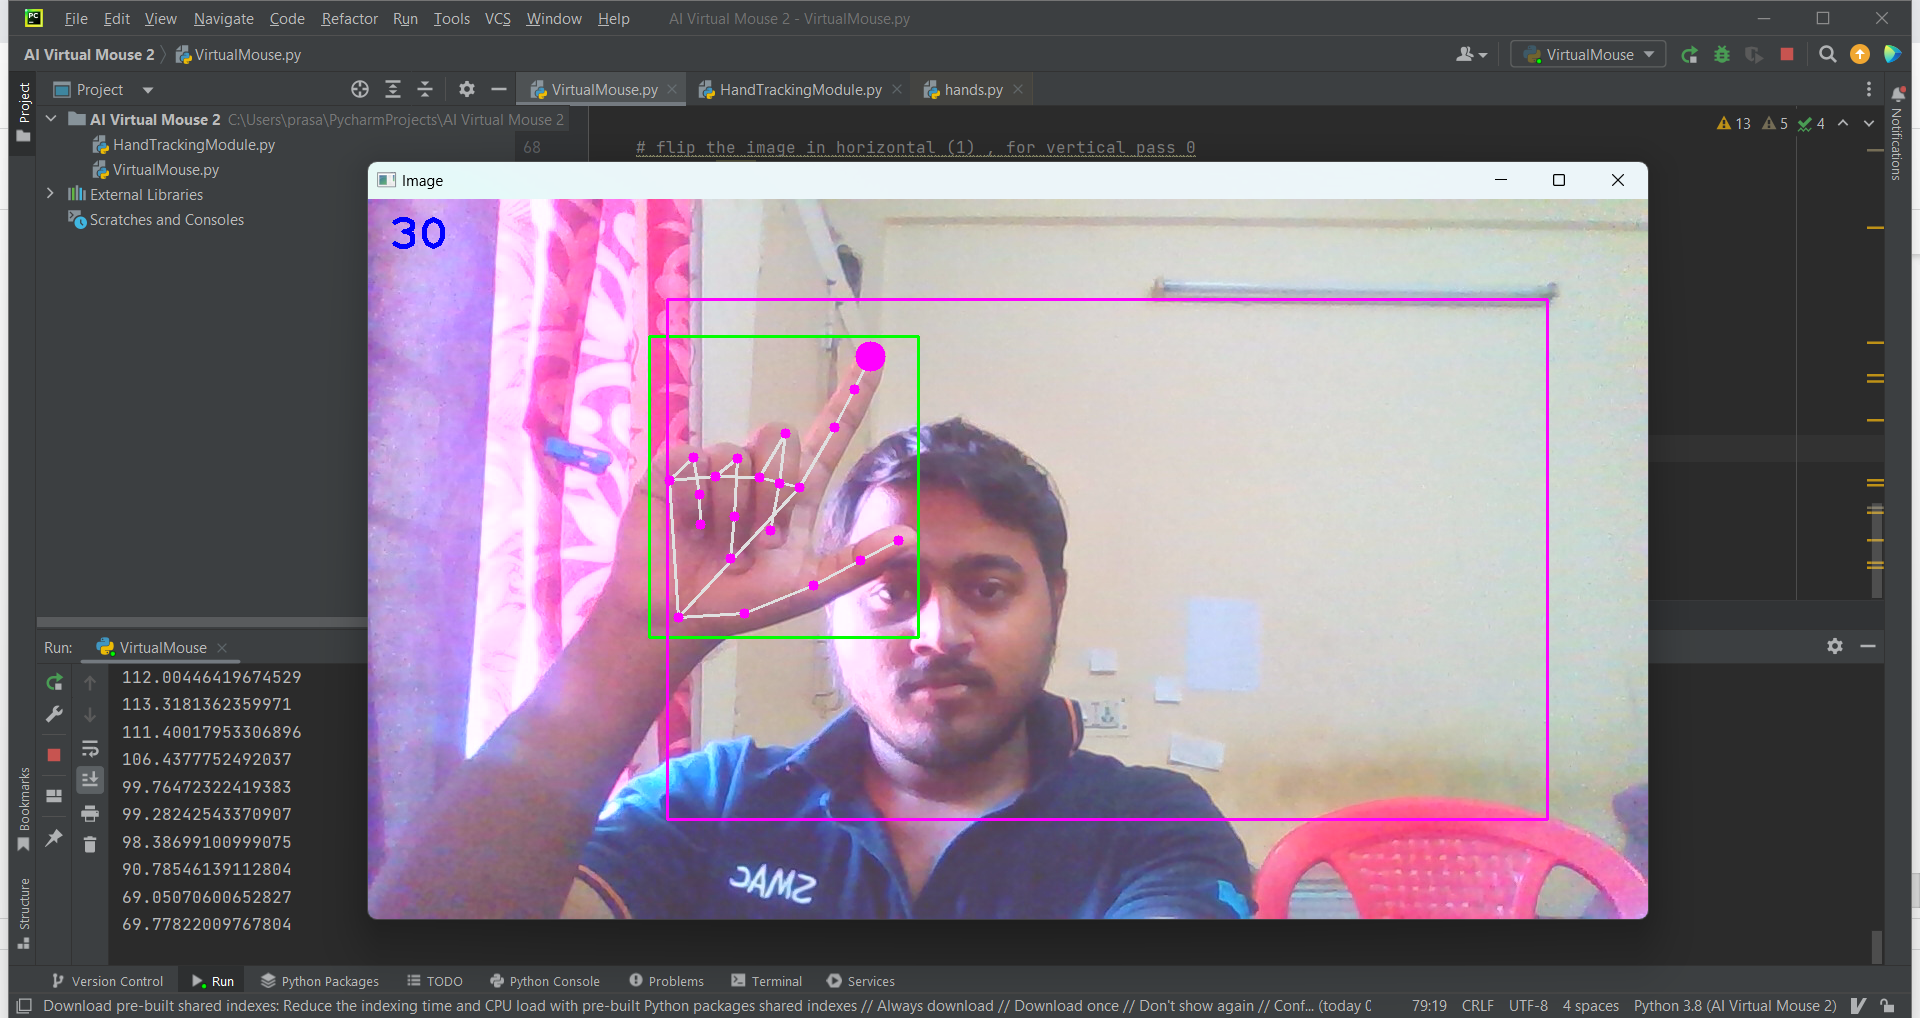 File Edit View Navigate Code Refactor Run Tools VCS Window Help AI Virtual Mouse 2 - VirtualMouse.py
AI Virtual Mouse 2 VirtualMouse.py VirtualMouse
Project VirtualMouse.py HandTrackingModule.py hands.py
Project
AI Virtual Mouse 2 C:\Users\prasa\PycharmProjects\AI Virtual Mouse 2
HandTrackingModule.py
VirtualMouse.py
External Libraries
Scratches and Consoles
68 # flip the image in horizontal (1) , for vertical pass 0
13 5 4
Notifications
Image
30
SMAC
Run: VirtualMouse
112.00446419674529
113.3181362359971
111.40017953306896
106.4377752492037
99.76472322419383
99.28242543370907
98.38699100999075
90.78546139112804
69.05070600652827
69.77822009767804
Bookmarks
Structure
Version Control Run Python Packages TODO Python Console Problems Terminal Services
Download pre-built shared indexes: Reduce the indexing time and CPU load with pre-built Python packages shared indexes // Always download // Download once // Don't show again // Conf... (today 79:19 CRLF UTF-8 4 spaces Python 3.8 (AI Virtual Mouse 2)